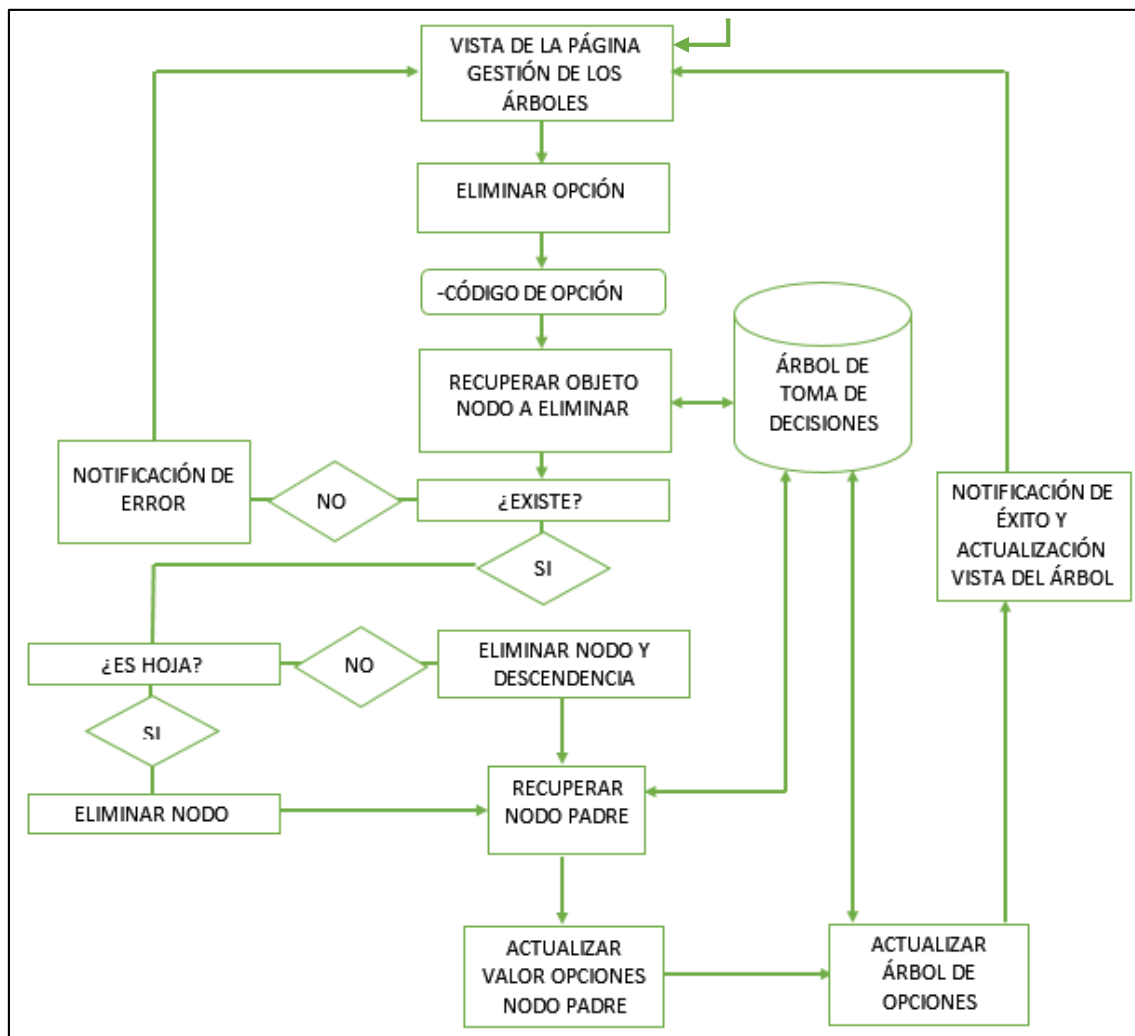 VISTA DE LA PÁGINA
GESTIÓN DE LOS
ÁRBOLES
ELIMINAR OPCIÓN
-CÓDIGO DE OPCIÓN
RECUPERAR OBJETO
NODO A ELIMINAR
ÁRBOL DE
TOMA DE
DECISIONES
NOTIFICACIÓN DE
ERROR
NO
¿EXISTE?
NOTIFICACIÓN DE
ÉXITO Y
ACTUALIZACIÓN
VISTA DEL ÁRBOL
SI
¿ES HOJA?
NO
ELIMINAR NODO Y
DESCENDENCIA
SI
ELIMINAR NODO
RECUPERAR
NODO PADRE
ACTUALIZAR
VALOR OPCIONES
NODO PADRE
ACTUALIZAR
ÁRBOL DE
OPCIONES